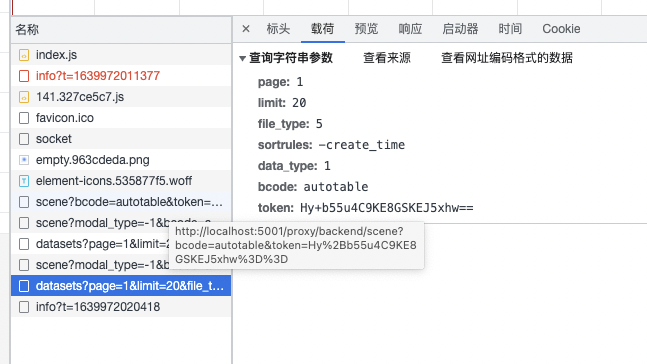 名称
× 标头 载荷 预览 响应 启动器 时间 Cookie
index.js
info?t=1639972011377
141.327ce5c7.js
favicon.ico
socket
empty.963cdeda.png
element-icons.535877f5.woff
scene?bcode=autotable&token=...
scene?modal_type=-1&bcode=a...
datasets?page=1&limit=2
scene?modal_type=-1&b
datasets?page=1&limit=20&file_t...
info?t=1639972020418
查询字符串参数 查看来源 查看网址编码格式的数据
page: 1
limit: 20
file_type: 5
sortrules: -create_time
data_type: 1
bcode: autotable
token: Hy+b55u4C9KE8GSKEJ5xhw==
http://localhost:5001/proxy/backend/scene?
bcode=autotable&token=Hy%2Bb55u4C9KE8
GSKEJ5xhw%3D%3D